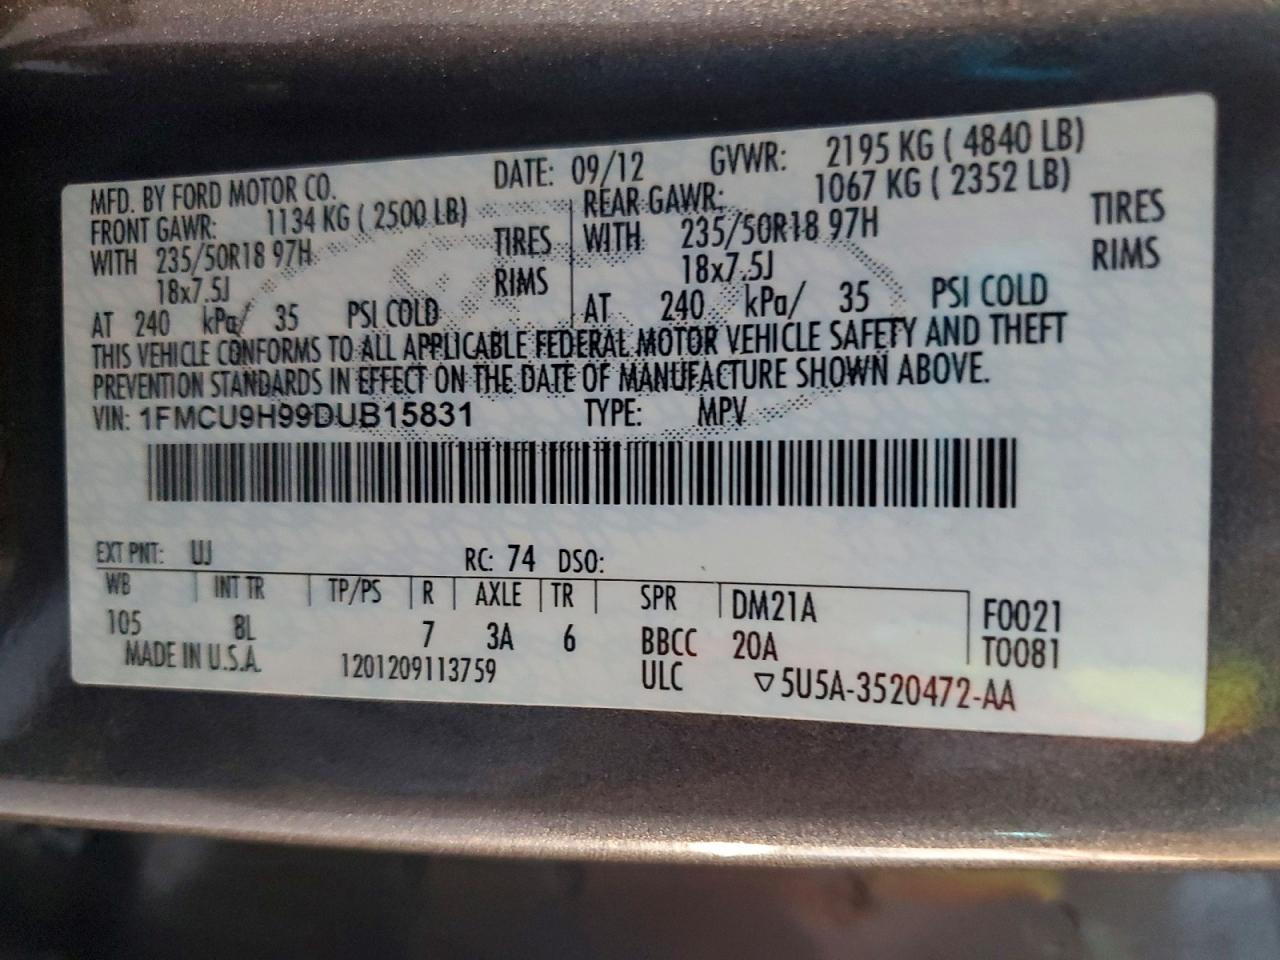 MFD. BY FORD MOTOR CO. DATE: 09/12 GVWR: 2195 KG ( 4840 LB)
FRONT GAWR: 1134 KG ( 2500 LB) REAR GAWR: 1067 KG ( 2352 LB)
WITH 235/50R18 97H TIRES WITH 235/50R18 97H TIRES
18x7.5J RIMS 18x7.5J RIMS
AT 240 kPa/ 35 PSI COLD AT 240 kPa/ 35 PSI COLD
THIS VEHICLE CONFORMS TO ALL APPLICABLE FEDERAL MOTOR VEHICLE SAFETY AND THEFT
PREVENTION STANDARDS IN EFFECT ON THE DATE OF MANUFACTURE SHOWN ABOVE.
VIN: 1FMCU9H99DUB15831 TYPE: MPV
EXT PNT: UJ RC: 74 DSO:
WB INT TR TP/PS R AXLE TR SPR DM21A F0021
105 8L 7 3A 6 BBCC 20A T0081
MADE IN U.S.A. 1201209113759 ULC ▽5U5A-3520472-AA